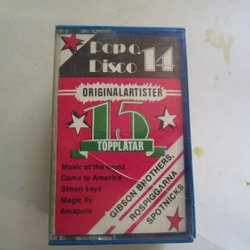 Pop o. Disco 14
ORIGINALARTISTER
15
TOPPLÅTAR
Music of the world
Come to America
Simon says
Magic fly
Amapola
GIBSON BROTHERS,
ROSPIGGARNA
SPOTNICKS